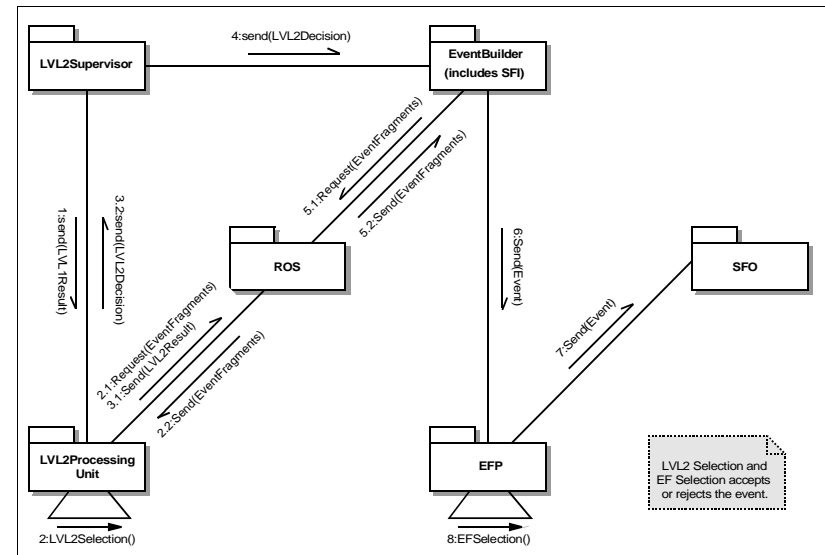 4:send(LVL2Decision)
LVL2Supervisor
EventBuilder
(includes SFI)
5.1:Request(EventFragments)
5.2:Send(EventFragments)
1:send(LVL1Result)
3.2:send(LVL2Decision)
6:Send(Event)
ROS
SFO
7:Send(Event)
2.1:Request(EventFragments)
3.1:Send(LVL2Result)
2.2:Send(EventFragments)
LVL2Processing
Unit
EFP
LVL2 Selection and
EF Selection accepts
or rejects the event.
2:LVL2Selection()
8:EFSelection()